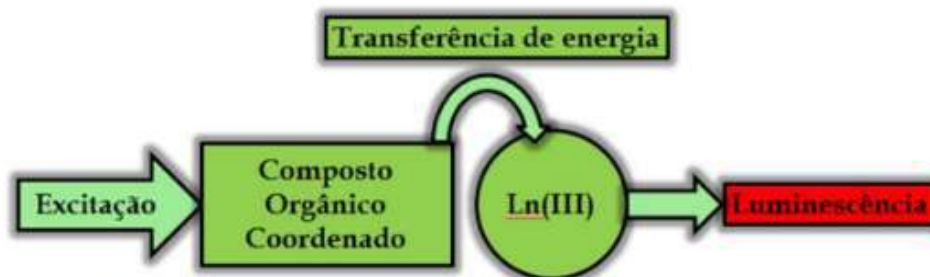 Transferência de energia
Excitação
Composto
Orgânico
Coordenado
Ln(III)
Luminescência